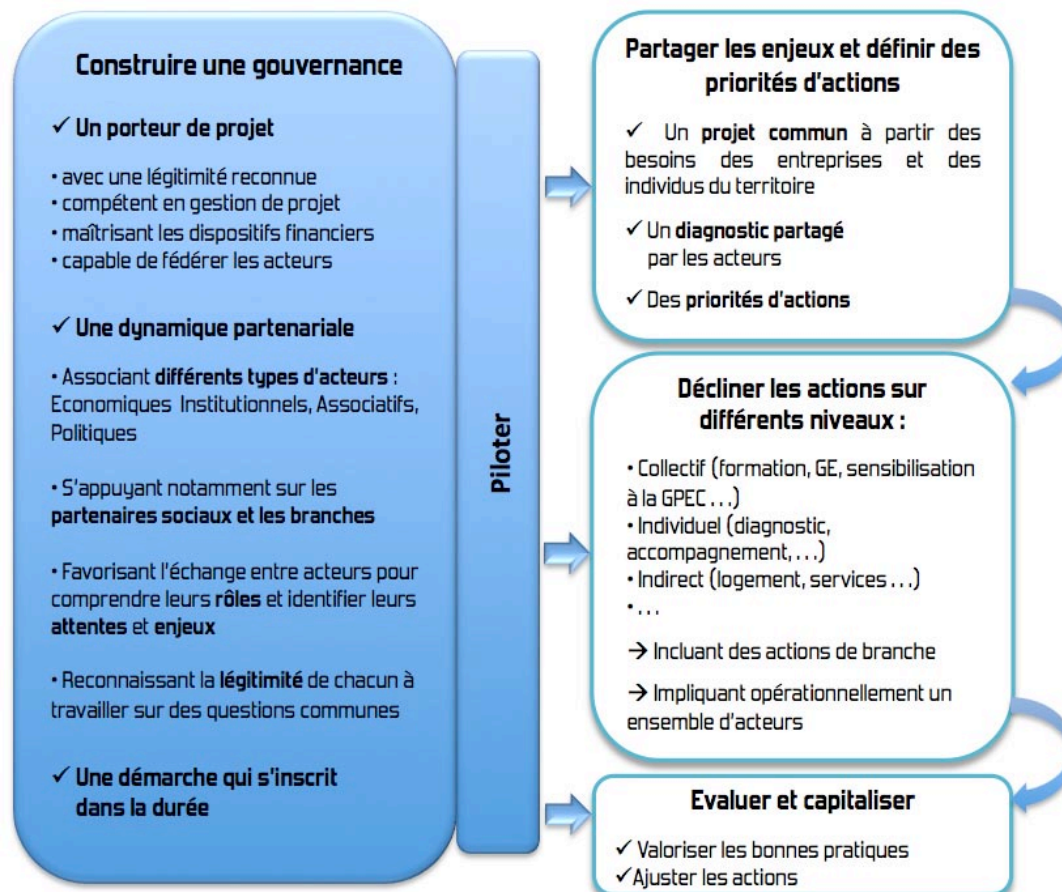 Construire une gouvernance
✓ Un porteur de projet
• avec une légitimité reconnue
• compétent en gestion de projet
• maîtrisant les dispositifs financiers
• capable de fédérer les acteurs
✓ Une dynamique partenariale
• Associant différents types d'acteurs :
Economiques Institutionnels, Associatifs,
Politiques
• S'appuyant notamment sur les
partenaires sociaux et les branches
• Favorisant l'échange entre acteurs pour
comprendre leurs rôles et identifier leurs
attentes et enjeux
• Reconnaissant la légitimité de chacun à
travailler sur des questions communes
✓ Une démarche qui s'inscrit
dans la durée
Piloter
Partager les enjeux et définir des
priorités d'actions
✓ Un projet commun à partir des
besoins des entreprises et des
individus du territoire
✓ Un diagnostic partagé
par les acteurs
✓ Des priorités d'actions
Décliner les actions sur
différents niveaux :
• Collectif (formation, GE, sensibilisation
à la GPEC ...)
• Individuel (diagnostic,
accompagnement, ...)
• Indirect (logement, services ...)
• ...
→ Incluant des actions de branche
→ Impliquant opérationnellement un
ensemble d'acteurs
Evaluer et capitaliser
✓ Valoriser les bonnes pratiques
✓Ajuster les actions